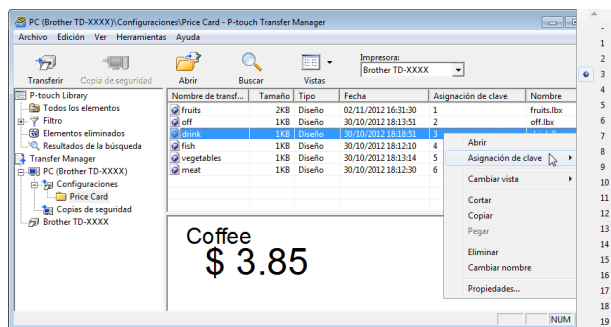 PC (Brother TD-XXXX)\Configuraciones\Price Card - P-touch Transfer Manager
Archivo Edición Ver Herramientas Ayuda
Transferir Copia de seguridad Abrir Buscar Vistas
Impresora:
Brother TD-XXXX
P-touch Library
Todos los elementos
Filtro
Elementos eliminados
Resultados de la búsqueda
Transfer Manager
PC (Brother TD-XXXX)
Configuraciones
Price Card
Copias de seguridad
Brother TD-XXXX
Nombre de transf... Tamaño Tipo Fecha Asignación de clave Nombre
fruits 2KB Diseño 02/11/2012 16:31:30 1 fruits.lbx
off 1KB Diseño 30/10/2012 18:13:51 2 off.lbx
drink 1KB Diseño 30/10/2012 18:18:51 3
fish 1KB Diseño 30/10/2012 18:12:10 4
vegetables 1KB Diseño 30/10/2012 18:13:14 5
meat 1KB Diseño 30/10/2012 18:12:30 6
Coffee
$ 3.85
Abrir
Asignación de clave
Cambiar vista
Cortar
Copiar
Pegar
Eliminar
Cambiar nombre
Propiedades...
NUM
-
1
2
3
4
5
6
7
8
9
10
11
12
13
14
15
16
17
18
19